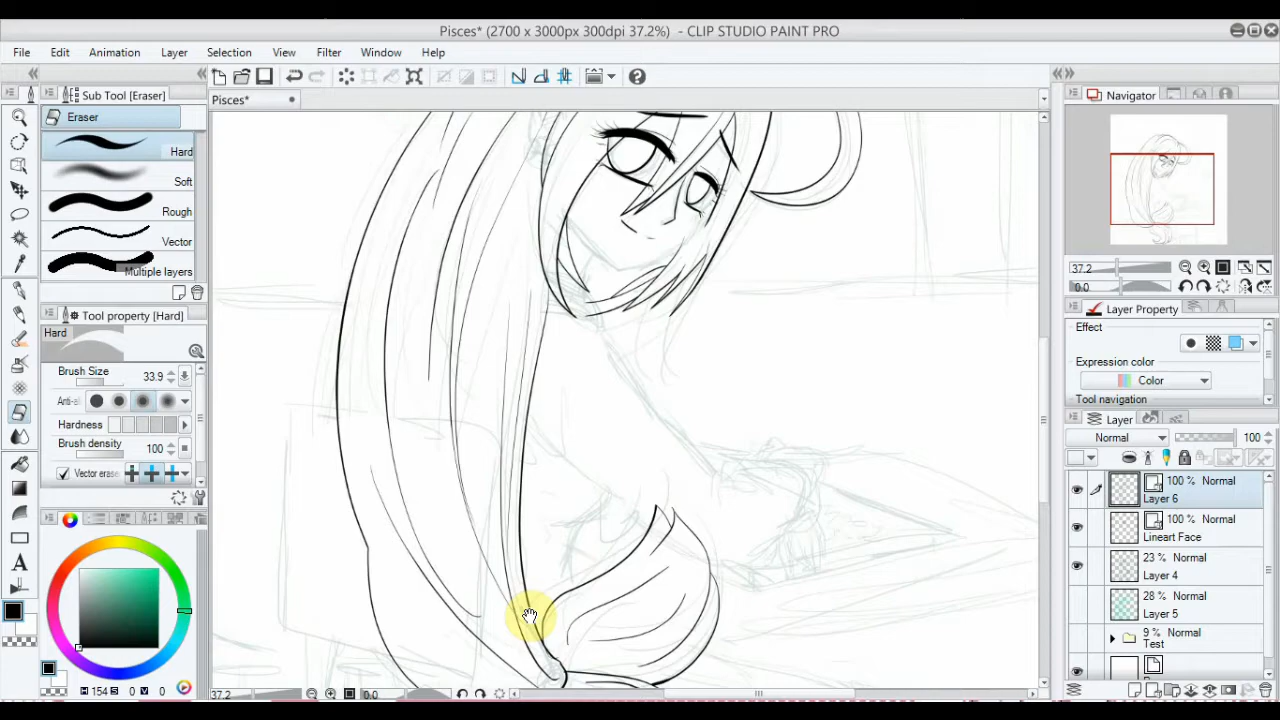 Pisces* (2700 x 3000px 300dpi 37.2%) - CLIP STUDIO PAINT PRO
File Edit Animation Layer Selection View Filter Window Help
Sub Tool [Eraser]
Pisces*
Navigator
Eraser
Hard
Soft
Rough
Vector
Multiple layers
Tool property [Hard]
Hard
Brush Size 33.9
Anti-al
Hardness
Brush density 100
Vector erase
H 154 S 0 V 0
37.2 0.0
37.2
0.0
Layer Property
Effect
Expression color
Color
Tool navigation
Layer
Normal 100
100 % Normal
Layer 6
100 % Normal
Lineart Face
23 % Normal
Layer 4
28 % Normal
Layer 5
9 % Normal
Test